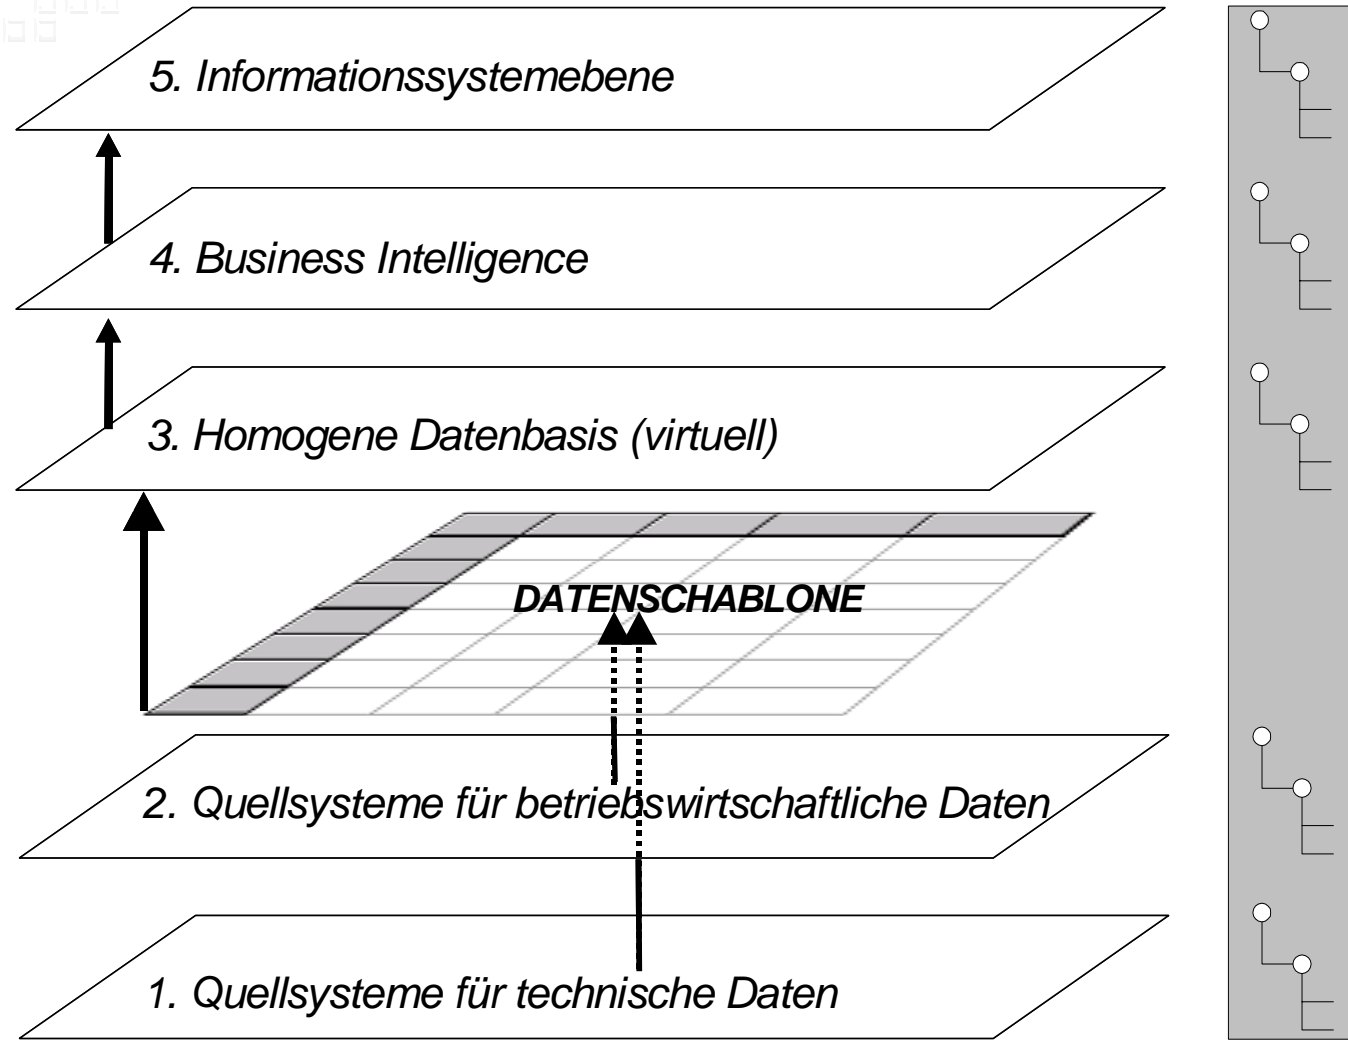 5. Informationssystemebene
4. Business Intelligence
3. Homogene Datenbasis (virtuell)
DATENSCHABLONE
2. Quellsysteme für betriebswirtschaftliche Daten
1. Quellsysteme für technische Daten